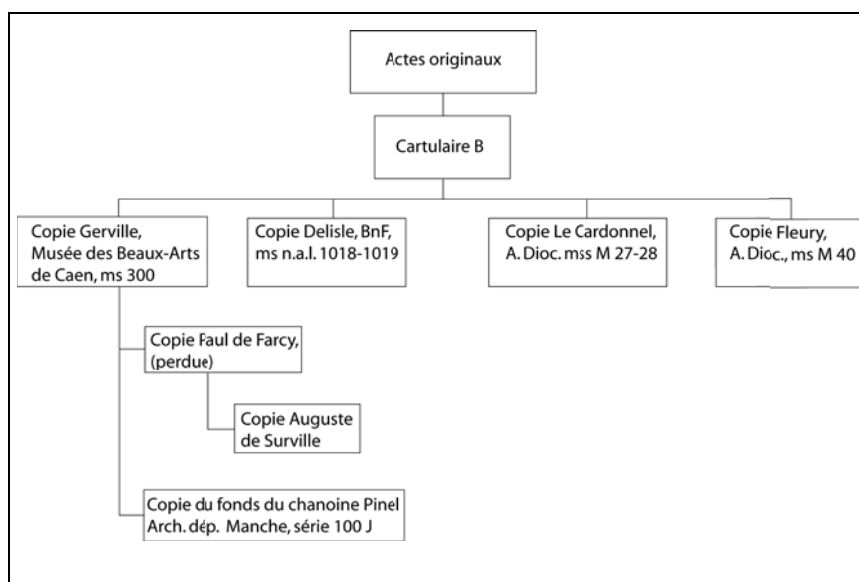 Actes originaux
Cartulaire B
Copie Gerville,
Musée des Beaux-Arts
de Caen, ms 300
Copie Delisle, BnF,
ms n.a.l. 1018-1019
Copie Le Cardonnel,
A. Dioc. mss M 27-28
Copie Fleury,
A. Dioc., ms M 40
Copie Paul de Farcy,
(perdue)
Copie Auguste
de Surville
Copie du fonds du chanoine Pinel
Arch. dép. Manche, série 100 J